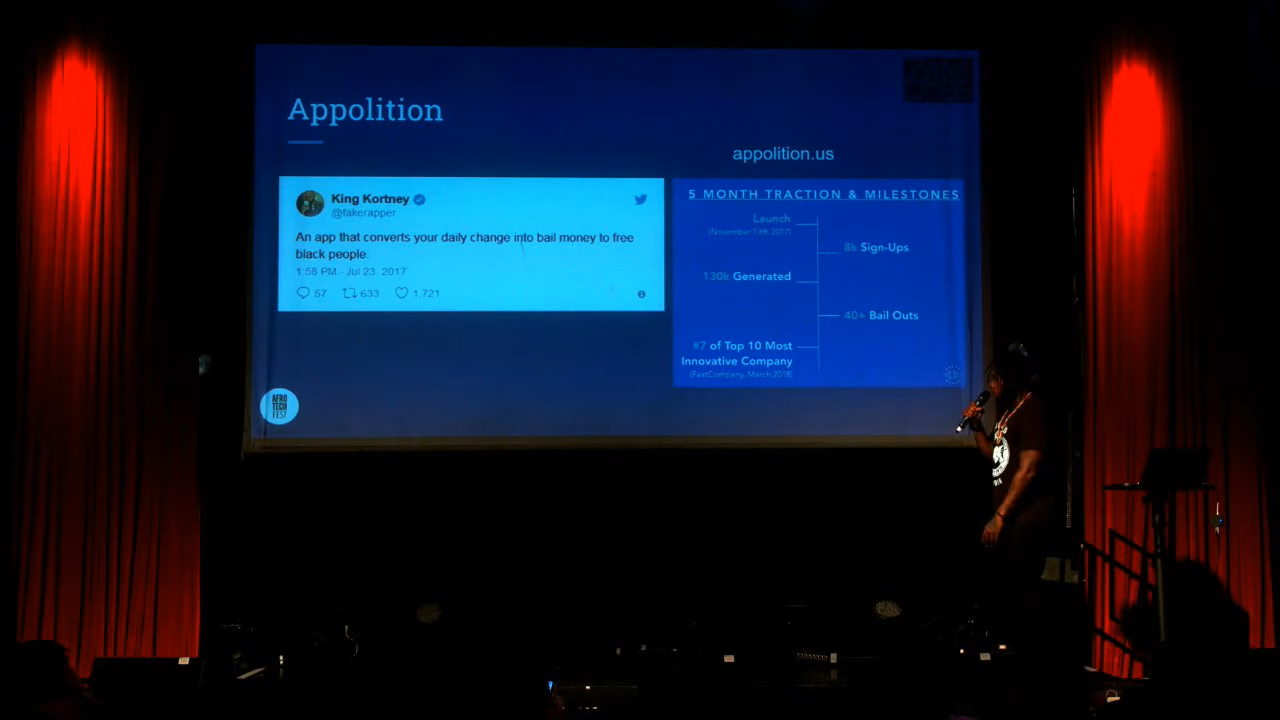 Appolition
appolition.us
King Kortney
@fakerapper
An app that converts your daily change into bail money to free
black people.
1:58 PM - Jul 23, 2017
57 633 1,721
5 MONTH TRACTION & MILESTONES
Launch
(November 13th 2017)
8k Sign-Ups
130k Generated
40+ Bail Outs
#7 of Top 10 Most
Innovative Company
(FastCompany, March 2018)
AFRO
TECH
FEST